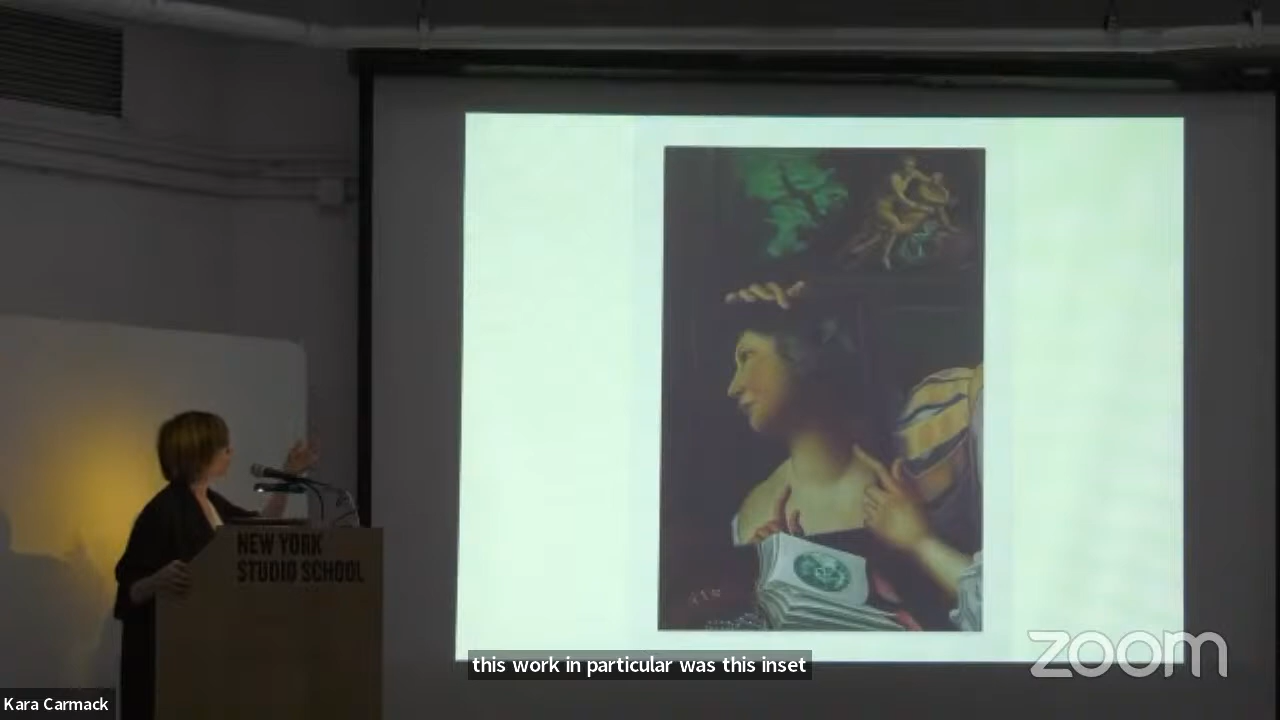 NEW YORK
STUDIO SCHOOL
this work in particular was this inset
zoom
Kara Carmack